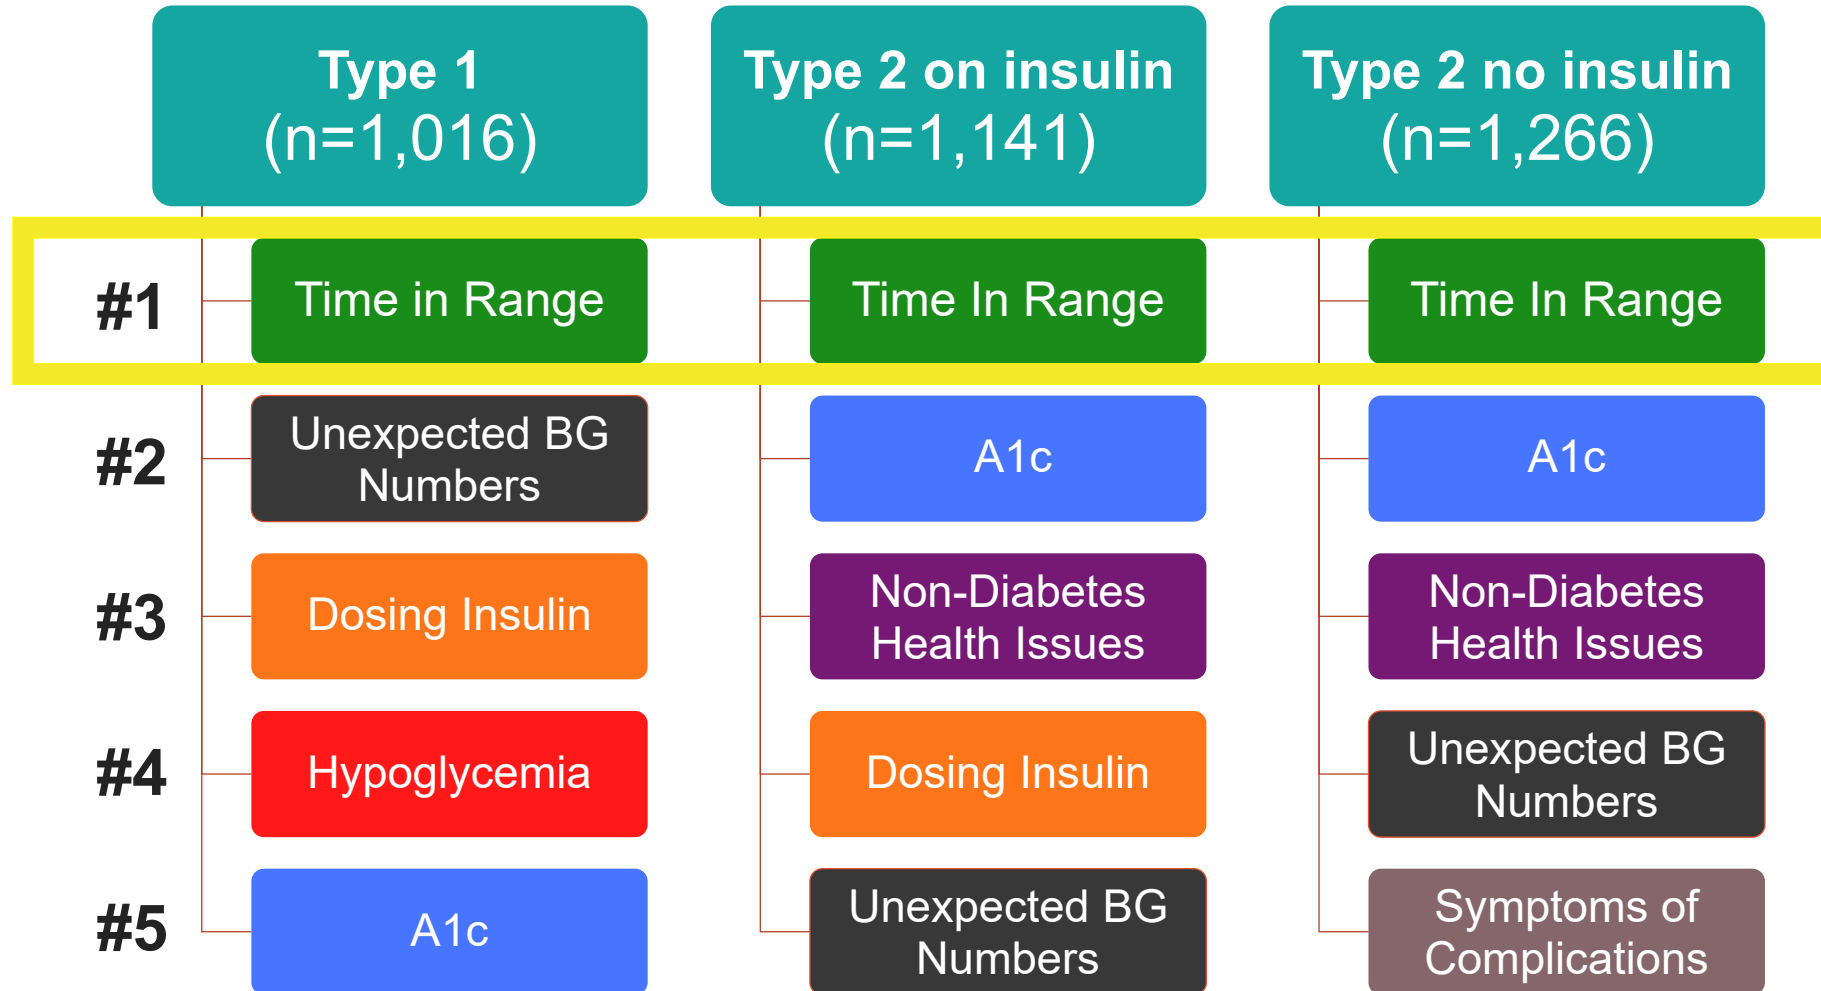 Type 1
(n=1,016)
Type 2 on insulin
(n=1,141)
Type 2 no insulin
(n=1,266)
#1
Time in Range
Time In Range
Time In Range
#2
Unexpected BG
Numbers
A1c
A1c
#3
Dosing Insulin
Non-Diabetes
Health Issues
Non-Diabetes
Health Issues
#4
Hypoglycemia
Dosing Insulin
Unexpected BG
Numbers
#5
A1c
Unexpected BG
Numbers
Symptoms of
Complications